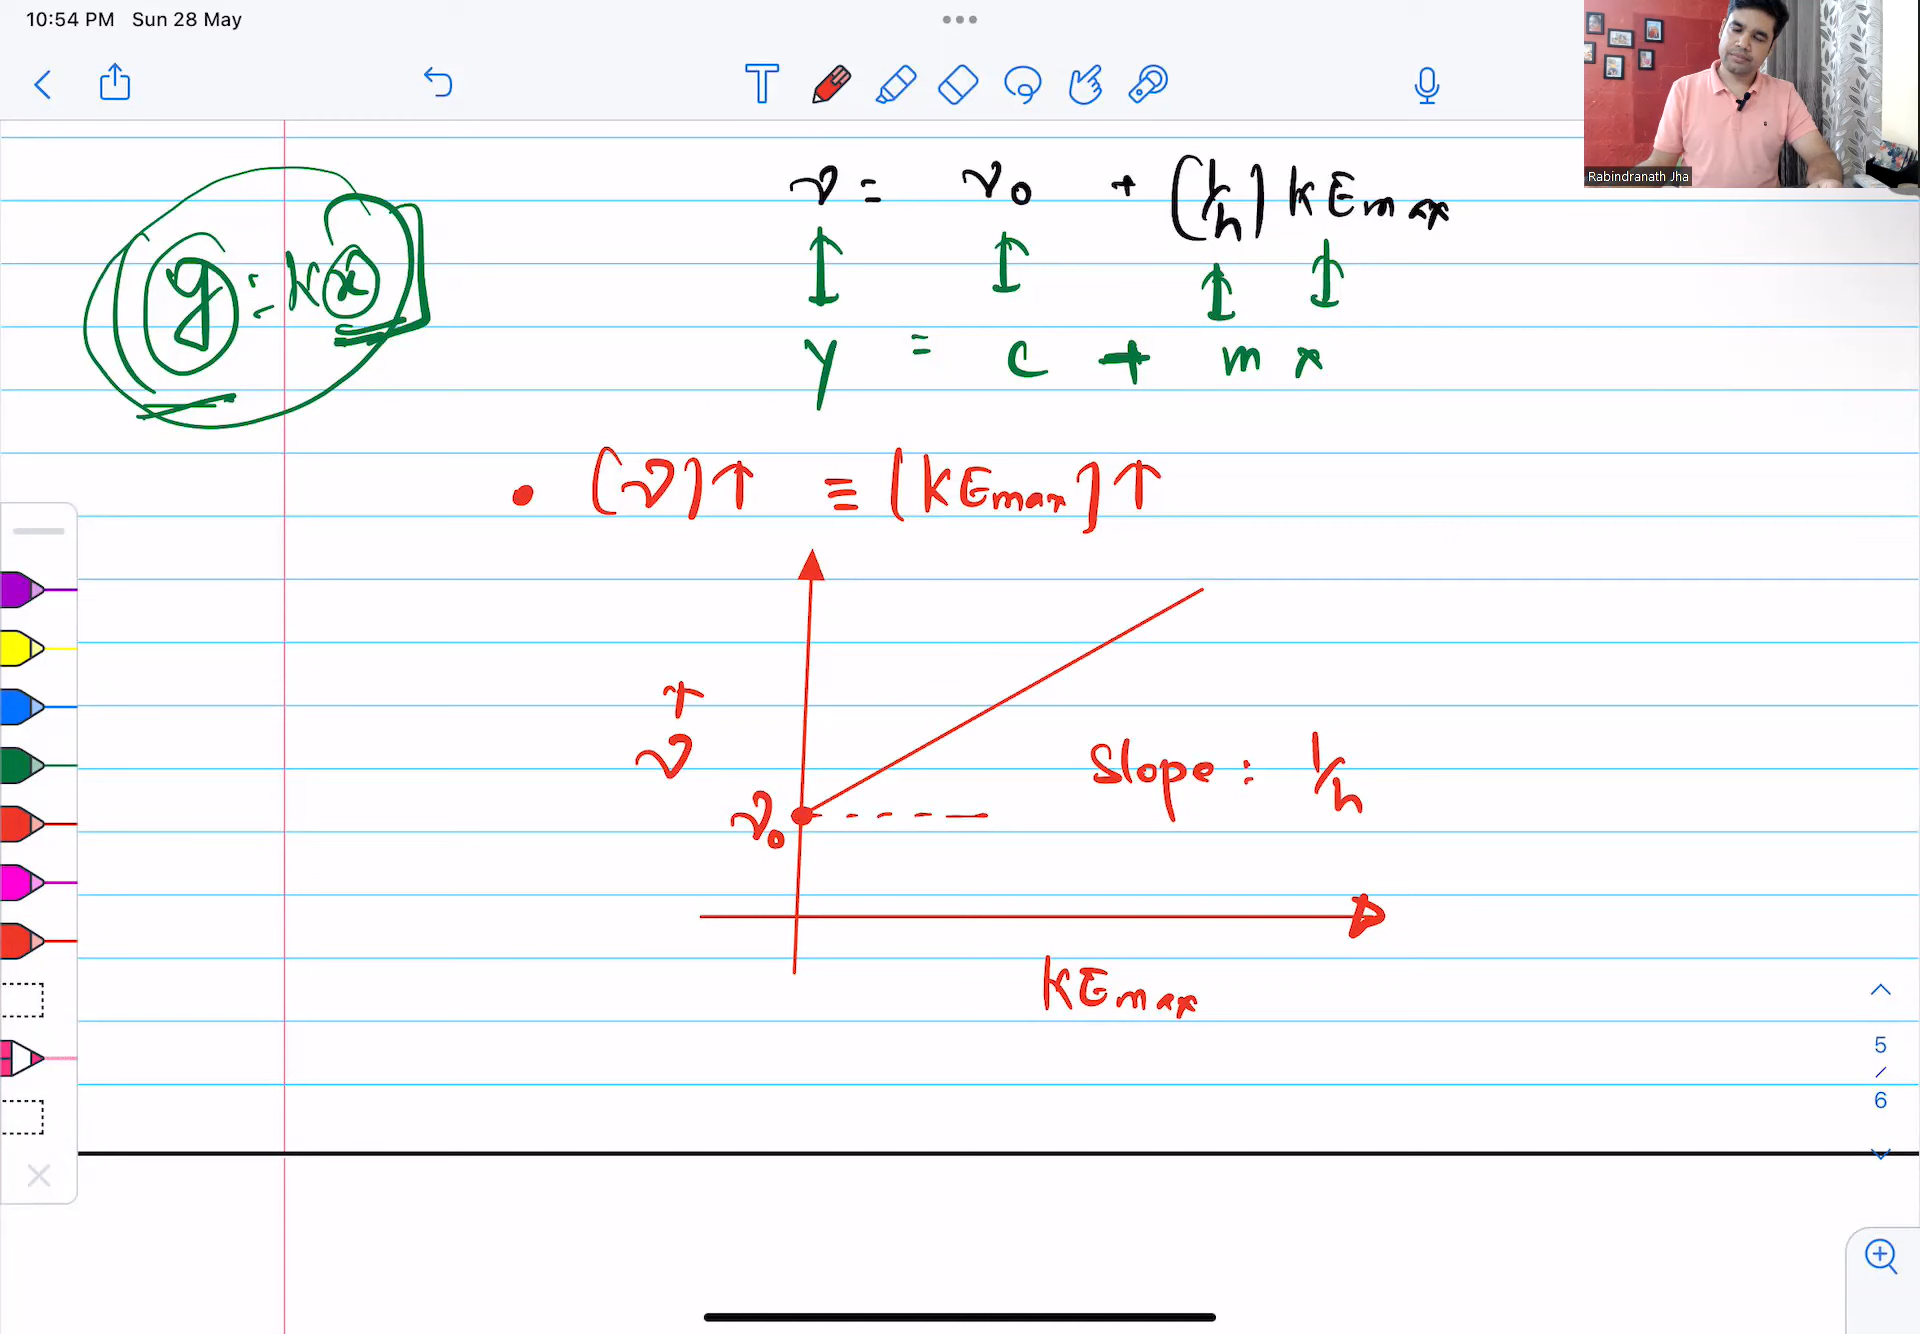 10:54 PM Sun 28 May
Rabindranath Jha
ν = ν₀ + (1/h) KEmax
y = kx
y = c + mx
• (ν)↑ ≡ (KEmax)↑
ν
ν₀
Slope : 1/h
KEmax
5
/
6